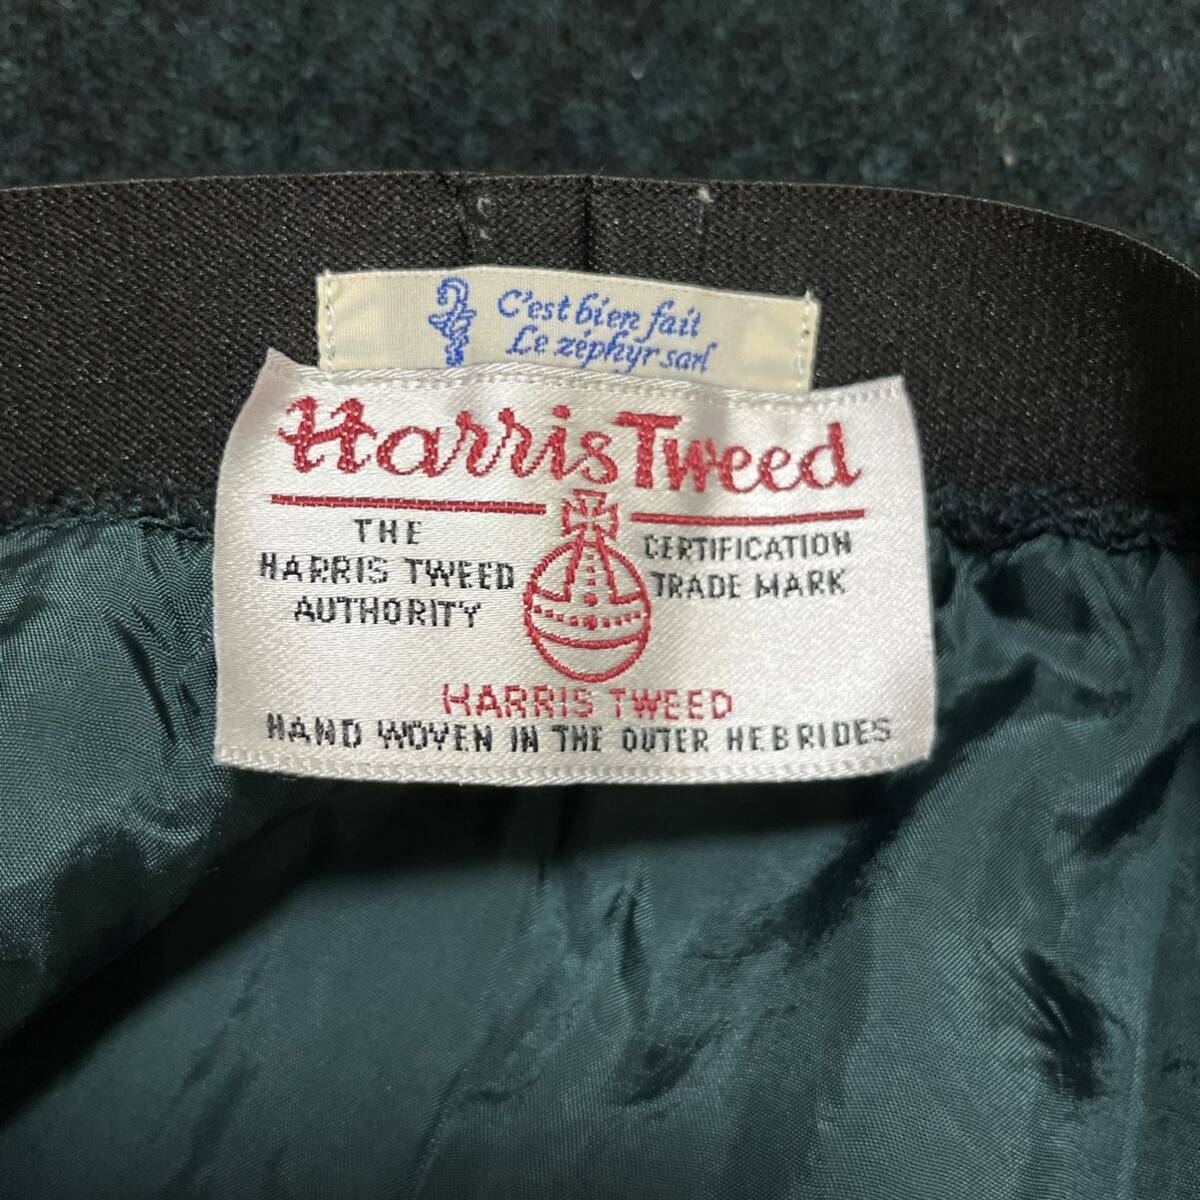 C'est bien fait
Le zéphyr sarl
Harris Tweed
THE
HARRIS TWEED
AUTHORITY
CERTIFICATION
TRADE MARK
HARRIS TWEED
HAND WOVEN IN THE OUTER HEBRIDES